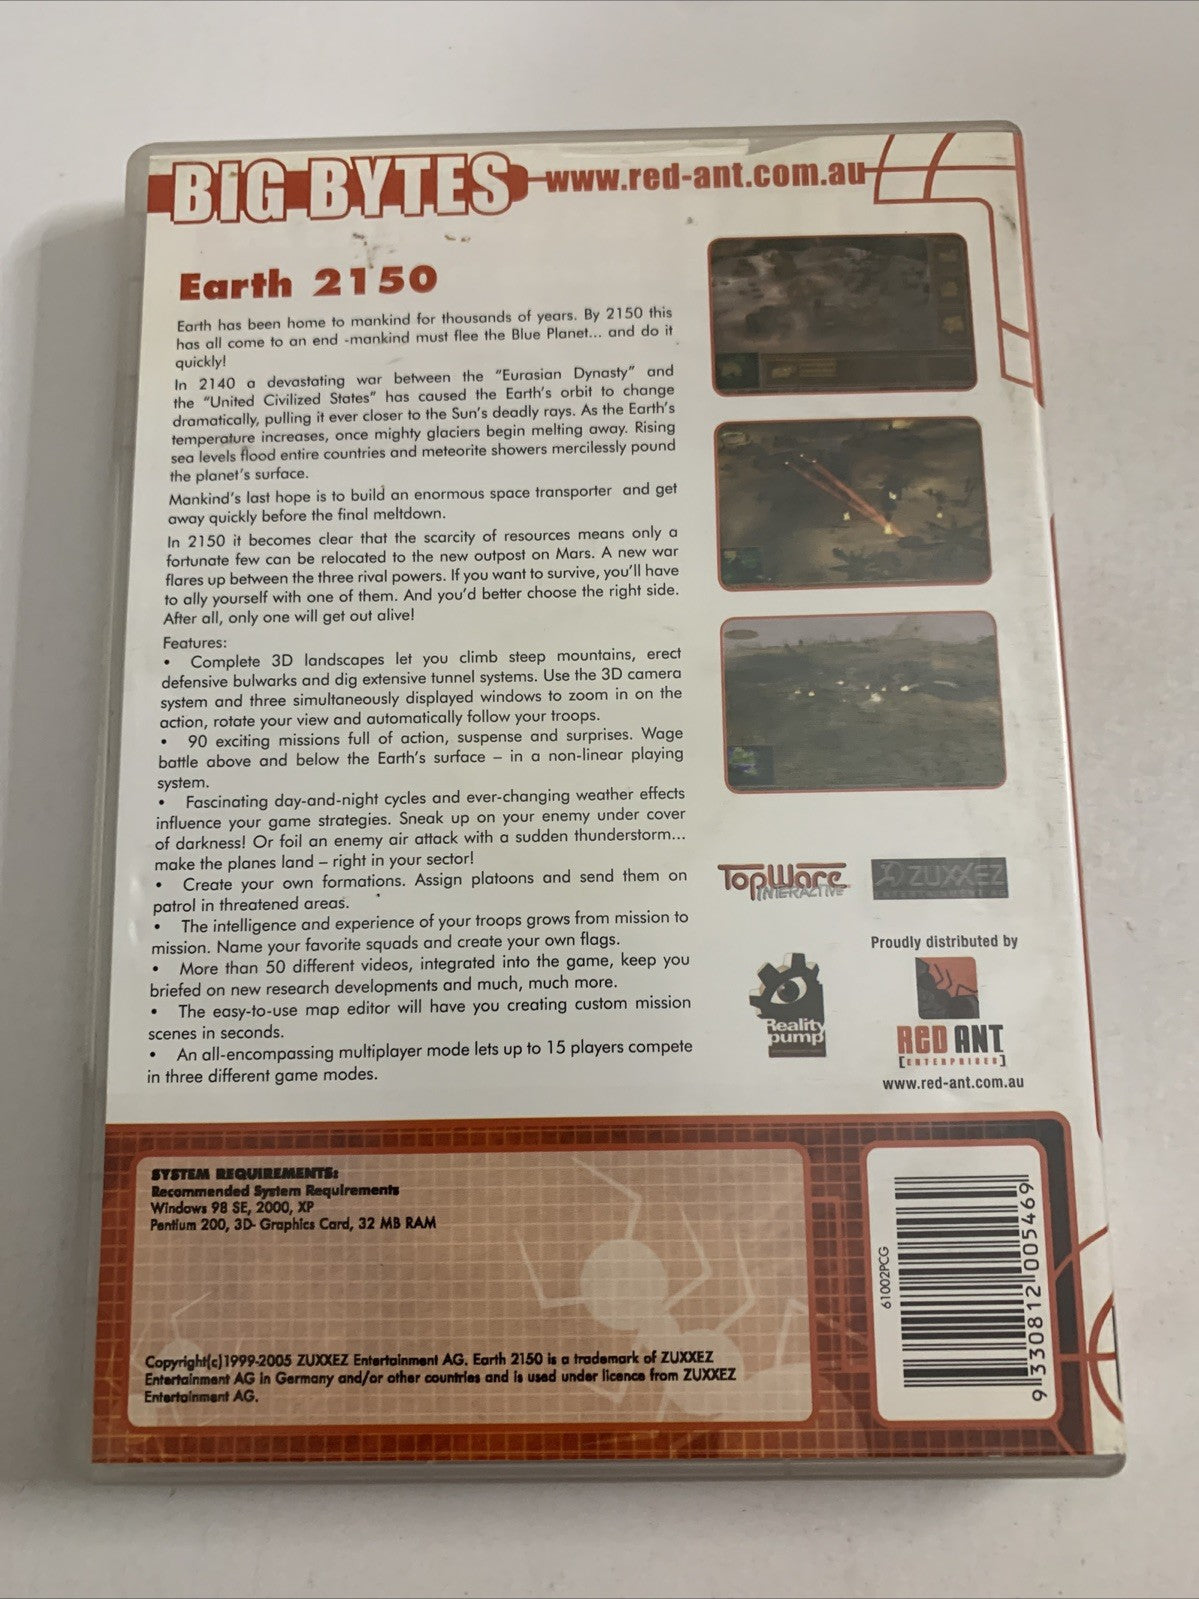 BIG BYTES www.red-ant.com.au
Earth 2150
Earth has been home to mankind for thousands of years. By 2150 this
has all come to an end -mankind must flee the Blue Planet... and do it
quickly!
In 2140 a devastating war between the "Eurasian Dynasty" and
the "United Civilized States" has caused the Earth's orbit to change
dramatically, pulling it ever closer to the Sun's deadly rays. As the Earth's
temperature increases, once mighty glaciers begin melting away. Rising
sea levels flood entire countries and meteorite showers mercilessly pound
the planet's surface.
Mankind's last hope is to build an enormous space transporter and get
away quickly before the final meltdown.
In 2150 it becomes clear that the scarcity of resources means only a
fortunate few can be relocated to the new outpost on Mars. A new war
flares up between the three rival powers. If you want to survive, you'll have
to ally yourself with one of them. And you'd better choose the right side.
After all, only one will get out alive!
Features:
• Complete 3D landscapes let you climb steep mountains, erect
defensive bulwarks and dig extensive tunnel systems. Use the 3D camera
system and three simultaneously displayed windows to zoom in on the
action, rotate your view and automatically follow your troops.
• 90 exciting missions full of action, suspense and surprises. Wage
battle above and below the Earth's surface – in a non-linear playing
system.
• Fascinating day-and-night cycles and ever-changing weather effects
influence your game strategies. Sneak up on your enemy under cover
of darkness! Or foil an enemy air attack with a sudden thunderstorm...
make the planes land – right in your sector!
• Create your own formations. Assign platoons and send them on
patrol in threatened areas.
• The intelligence and experience of your troops grows from mission to
mission. Name your favorite squads and create your own flags.
• More than 50 different videos, integrated into the game, keep you
briefed on new research developments and much, much more.
• The easy-to-use map editor will have you creating custom mission
scenes in seconds.
• An all-encompassing multiplayer mode lets up to 15 players compete
in three different game modes.
TopWare
INTERACTIVE
ZUXXEZ
ENTERTAINMENT AG
Reality
pump
Proudly distributed by
RED ANT
[ENTERPRISES]
www.red-ant.com.au
SYSTEM REQUIREMENTS:
Recommended System Requirements
Windows 98 SE, 2000, XP
Pentium 200, 3D- Graphics Card, 32 MB RAM
Copyright(c)1999-2005 ZUXXEZ Entertainment AG. Earth 2150 is a trademark of ZUXXEZ
Entertainment AG in Germany and/or other countries and is used under licence from ZUXXEZ
Entertainment AG.
61002PCG
9 330812 005469